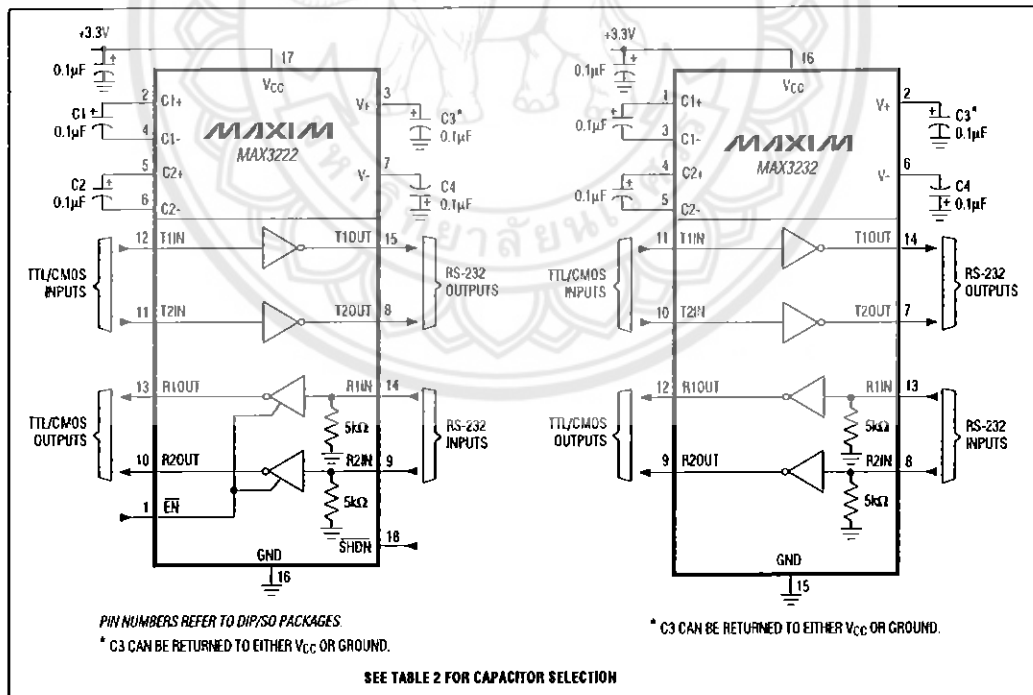 +3.3V
17
0.1µF
VCC
2
C1+
C1
0.1µF
4
C1-
5
C2+
C2
0.1µF
6
C2-
MAXIM
MAX3222
3
V+
C3*
0.1µF
7
V-
C4
0.1µF
TTL/CMOS
INPUTS
12
T1IN
T1OUT
15
11
T2IN
T2OUT
8
RS-232
OUTPUTS
TTL/CMOS
OUTPUTS
13
R1OUT
R1IN
14
5kΩ
10
R2OUT
R2IN
9
5kΩ
RS-232
INPUTS
1
EN
SHDN
18
GND
16
PIN NUMBERS REFER TO DIP/SO PACKAGES.
* C3 CAN BE RETURNED TO EITHER VCC OR GROUND.
+3.3V
16
0.1µF
VCC
1
C1+
0.1µF
3
C1-
4
C2+
0.1µF
5
C2-
MAXIM
MAX3232
2
V+
C3*
0.1µF
6
V-
C4
0.1µF
TTL/CMOS
INPUTS
11
T1IN
T1OUT
14
10
T2IN
T2OUT
7
RS-232
OUTPUTS
TTL/CMOS
OUTPUTS
12
R1OUT
R1IN
13
5kΩ
9
R2OUT
R2IN
8
5kΩ
RS-232
INPUTS
GND
15
* C3 CAN BE RETURNED TO EITHER VCC OR GROUND.
SEE TABLE 2 FOR CAPACITOR SELECTION